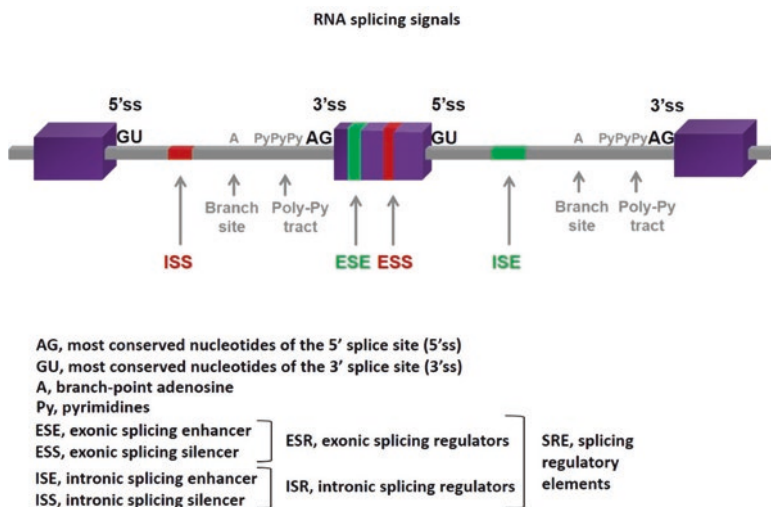 RNA splicing signals
5'ss 3'ss 5'ss 3'ss
GU A PyPyPy AG GU A PyPyPy AG
Branch site Poly-Py tract Branch site Poly-Py tract
ISS ESE ESS ISE
AG, most conserved nucleotides of the 5' splice site (5'ss)
GU, most conserved nucleotides of the 3' splice site (3'ss)
A, branch-point adenosine
Py, pyrimidines
ESE, exonic splicing enhancer
ESS, exonic splicing silencer
ESR, exonic splicing regulators
ISE, intronic splicing enhancer
ISS, intronic splicing silencer
ISR, intronic splicing regulators
SRE, splicing
regulatory
elements